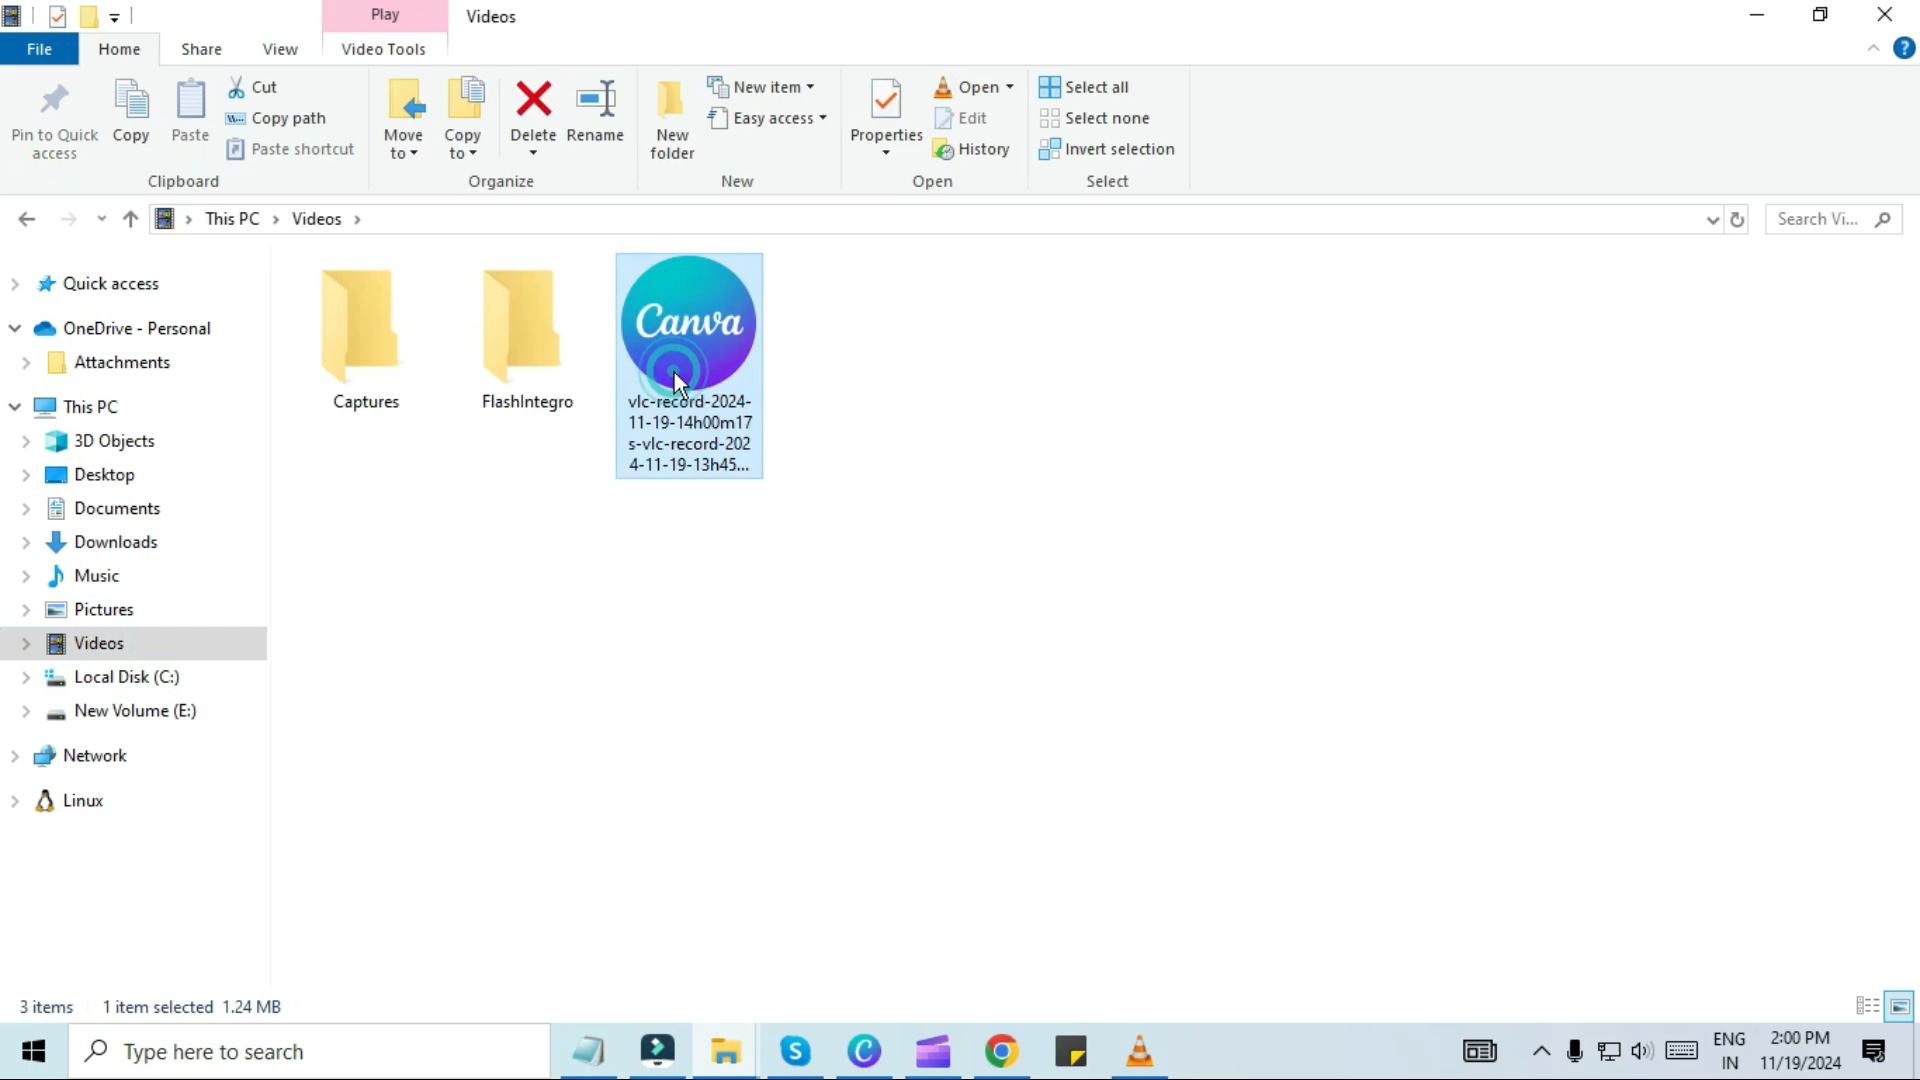 Play
Videos
File
Home
Share
View
Video Tools
Pin to Quick
access
Copy
Paste
Cut
Copy path
Paste shortcut
Clipboard
Move
to
Copy
to
Delete
Rename
Organize
New
folder
New item
Easy access
New
Properties
Open
Edit
History
Open
Select all
Select none
Invert selection
Select
This PC
Videos
Search Vi...
Quick access
OneDrive - Personal
Attachments
This PC
3D Objects
Desktop
Documents
Downloads
Music
Pictures
Videos
Local Disk (C:)
New Volume (E:)
Network
Linux
Captures
FlashIntegro
Canva
vlc-record-2024-
11-19-14h00m17
s-vlc-record-202
4-11-19-13h45...
3 items
1 item selected 1.24 MB
Type here to search
ENG
IN
2:00 PM
11/19/2024